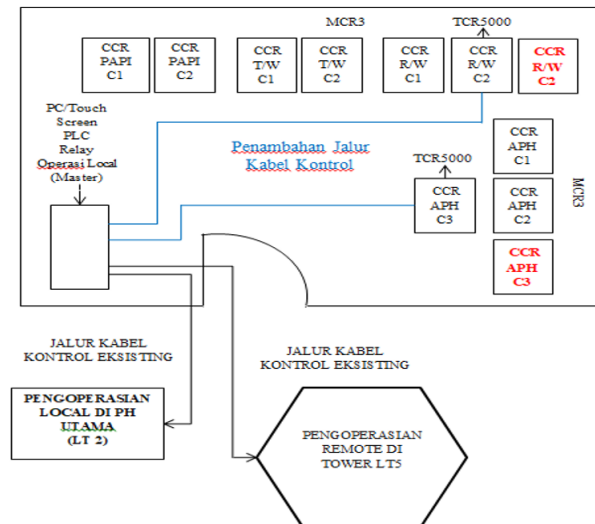 MCR3
TCR5000
CCR
PAPI
C1
CCR
PAPI
C2
CCR
T/W
C1
CCR
T/W
C2
CCR
R/W
C1
CCR
R/W
C2
CCR
R/W
C2
PC/Touch
Screen
PLC
Relay
Operasi Local
(Master)
Penambahan Jalur
Kabel Kontrol
TCR5000
CCR
APH
C3
CCR
APH
C1
CCR
APH
C2
CCR
APH
C3
MCR3
JALUR KABEL
KONTROL EKSISTING
JALUR KABEL
KONTROL EKSISTING
PENGOPERASIAN
LOCAL DI PH
UTAMA
(LT 2)
PENGOPERASIAN
REMOTE DI
TOWER LT5